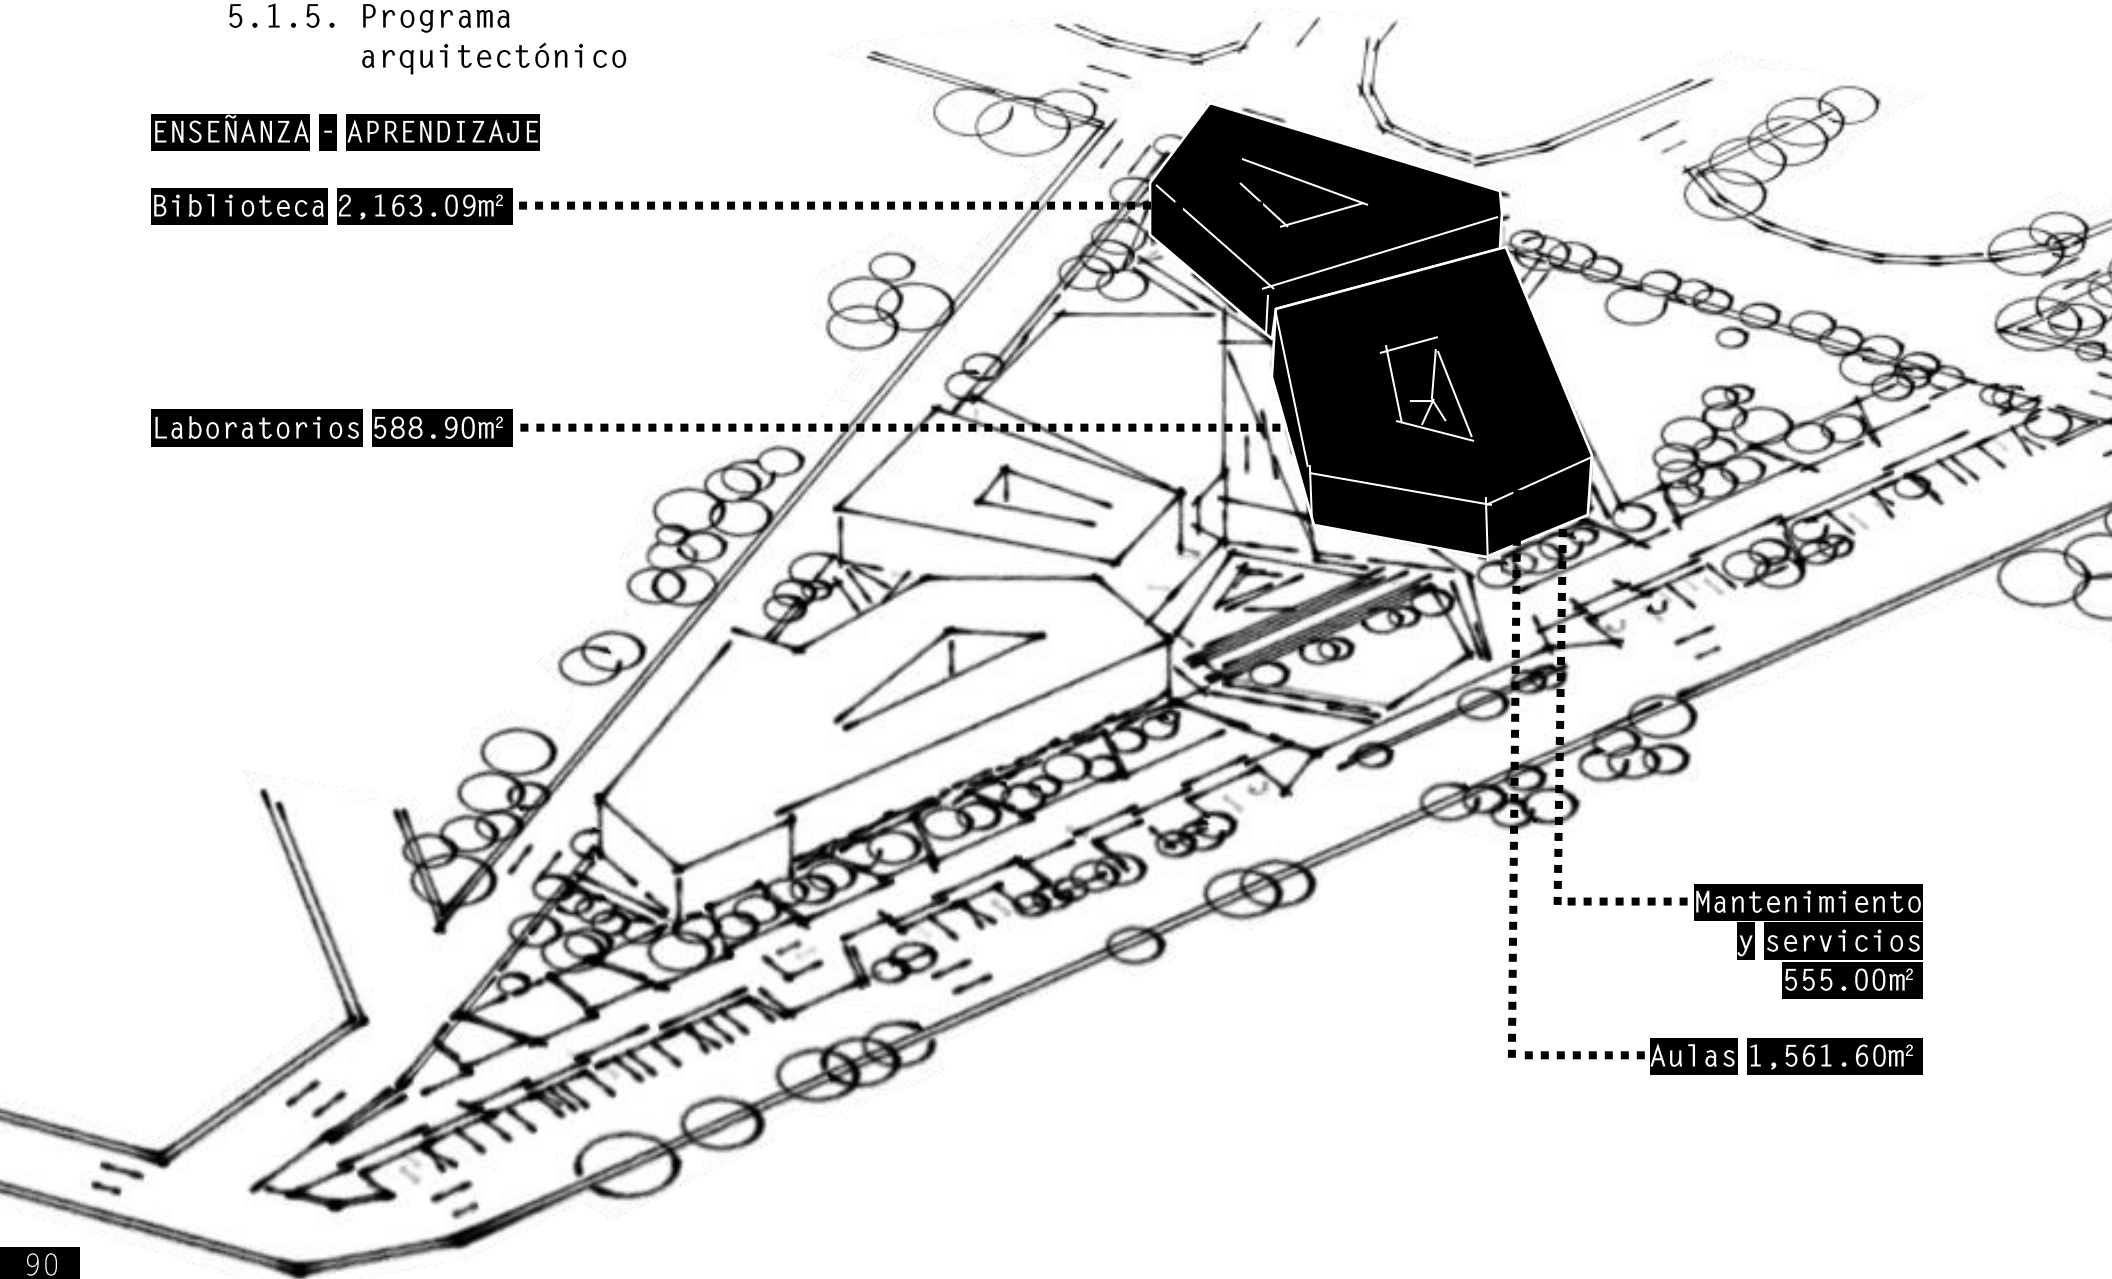 5.1.5. Programa
arquitectónico
ENSEÑANZA - APRENDIZAJE
Biblioteca 2,163.09m²
Laboratorios 588.90m²
Mantenimiento
y servicios
555.00m²
Aulas 1,561.60m²
90